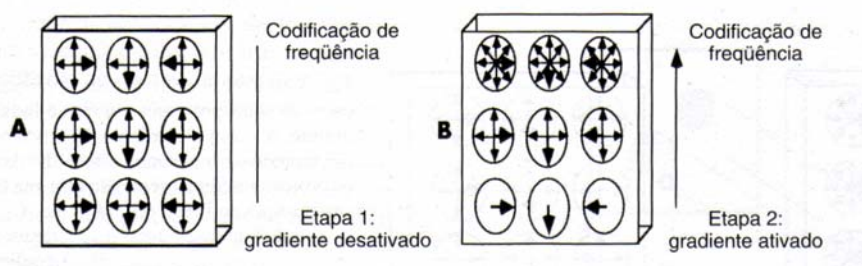 A
Codificação de
freqüência
Etapa 1:
gradiente desativado
B
Codificação de
freqüência
Etapa 2:
gradiente ativado